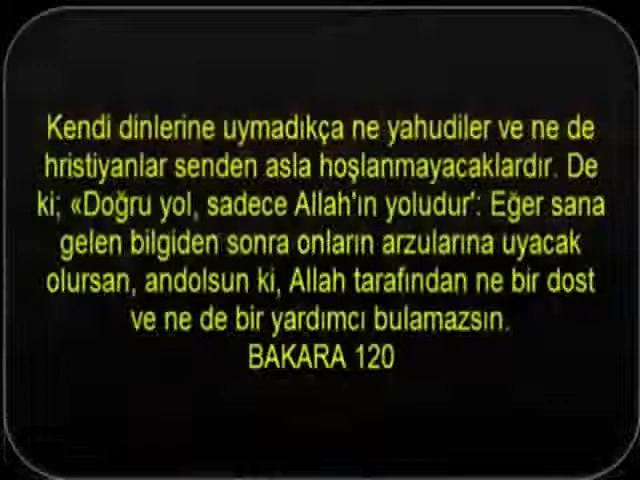 Kendi dinlerine uymadıkça ne yahudiler ve ne de
hristiyanlar senden asla hoşlanmayacaklardır. De
ki; «Doğru yol, sadece Allah'ın yoludur': Eğer sana
gelen bilgiden sonra onların arzularına uyacak
olursan, andolsun ki, Allah tarafından ne bir dost
ve ne de bir yardımcı bulamazsın.
BAKARA 120